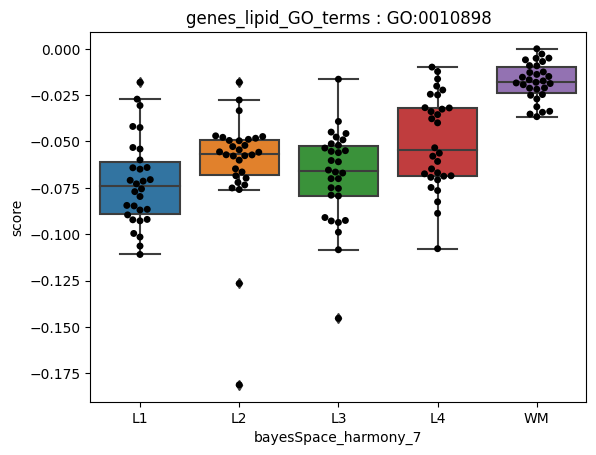 genes_lipid_GO_terms : GO:0010898
0.000
−0.025
−0.050
−0.075
−0.100
−0.125
−0.150
−0.175
score
L1 L2 L3 L4 WM
bayesSpace_harmony_7